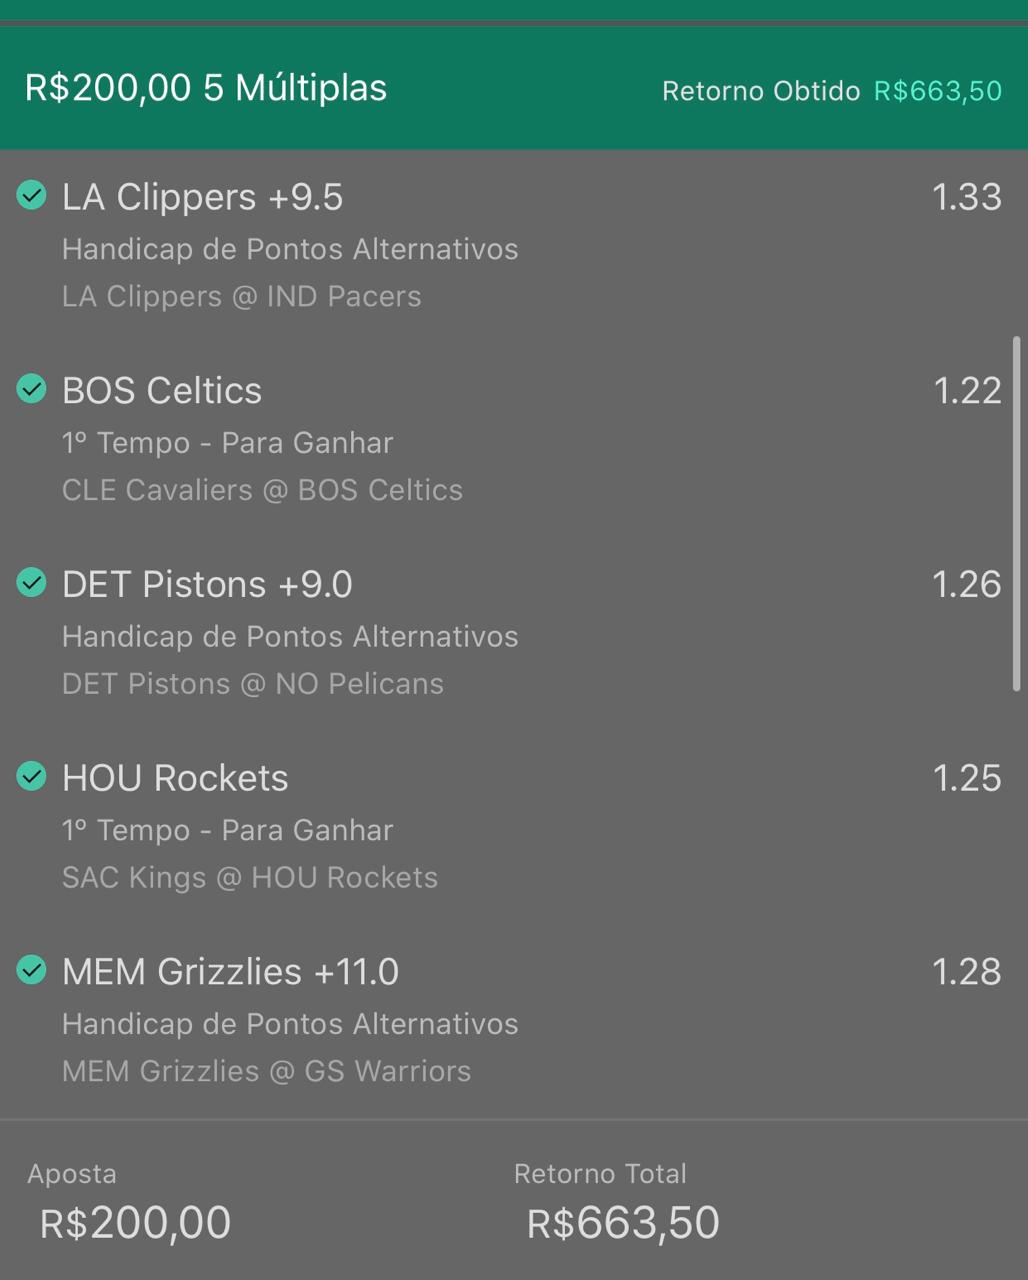 R$200,00 5 Múltiplas
Retorno Obtido R$663,50
LA Clippers +9.5 1.33
Handicap de Pontos Alternativos
LA Clippers @ IND Pacers
BOS Celtics 1.22
1º Tempo - Para Ganhar
CLE Cavaliers @ BOS Celtics
DET Pistons +9.0 1.26
Handicap de Pontos Alternativos
DET Pistons @ NO Pelicans
HOU Rockets 1.25
1º Tempo - Para Ganhar
SAC Kings @ HOU Rockets
MEM Grizzlies +11.0 1.28
Handicap de Pontos Alternativos
MEM Grizzlies @ GS Warriors
Aposta Retorno Total
R$200,00 R$663,50